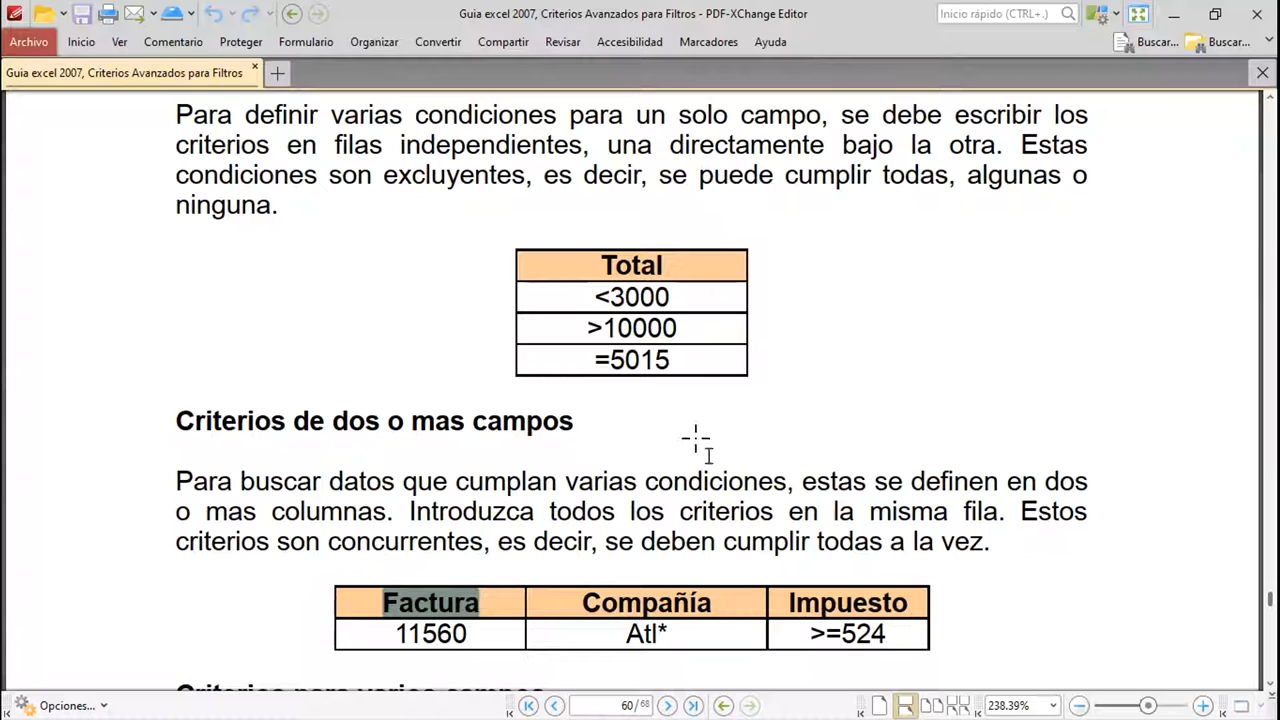 Guia excel 2007, Criterios Avanzados para Filtros - PDF-XChange Editor
Inicio rápido (CTRL+.)
Archivo Inicio Ver Comentario Proteger Formulario Organizar Convertir Compartir Revisar Accesibilidad Marcadores Ayuda Buscar... Buscar...
Guia excel 2007, Criterios Avanzados para Filtros
Para definir varias condiciones para un solo campo, se debe escribir los
criterios en filas independientes, una directamente bajo la otra. Estas
condiciones son excluyentes, es decir, se puede cumplir todas, algunas o
ninguna.
Total
<3000
>10000
=5015
Criterios de dos o mas campos
Para buscar datos que cumplan varias condiciones, estas se definen en dos
o mas columnas. Introduzca todos los criterios en la misma fila. Estos
criterios son concurrentes, es decir, se deben cumplir todas a la vez.
Factura Compañía Impuesto
11560 Atl* >=524
Criterios para varios campos
Opciones... 60/68 238.39%